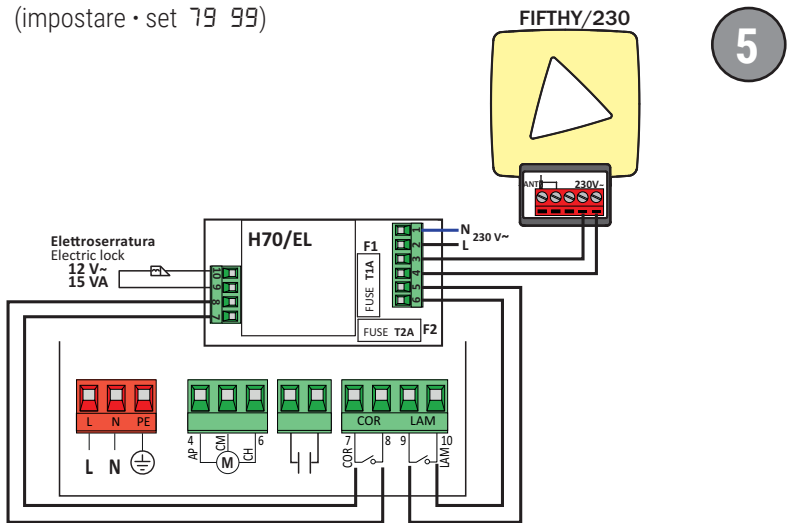 (impostare • set 79 99)
FIFTHY/230
5
ANT 230V~
Elettroserratura
Electric lock
12 V~
15 VA
H70/EL
F1
FUSE T1A
FUSE T2A F2
10
9
8
7
1
2
3
4
5
6
N
L
230 V~
L N PE
COR LAM
4 6 7 8 9 10
AP CM CH COR LAM
M
L N